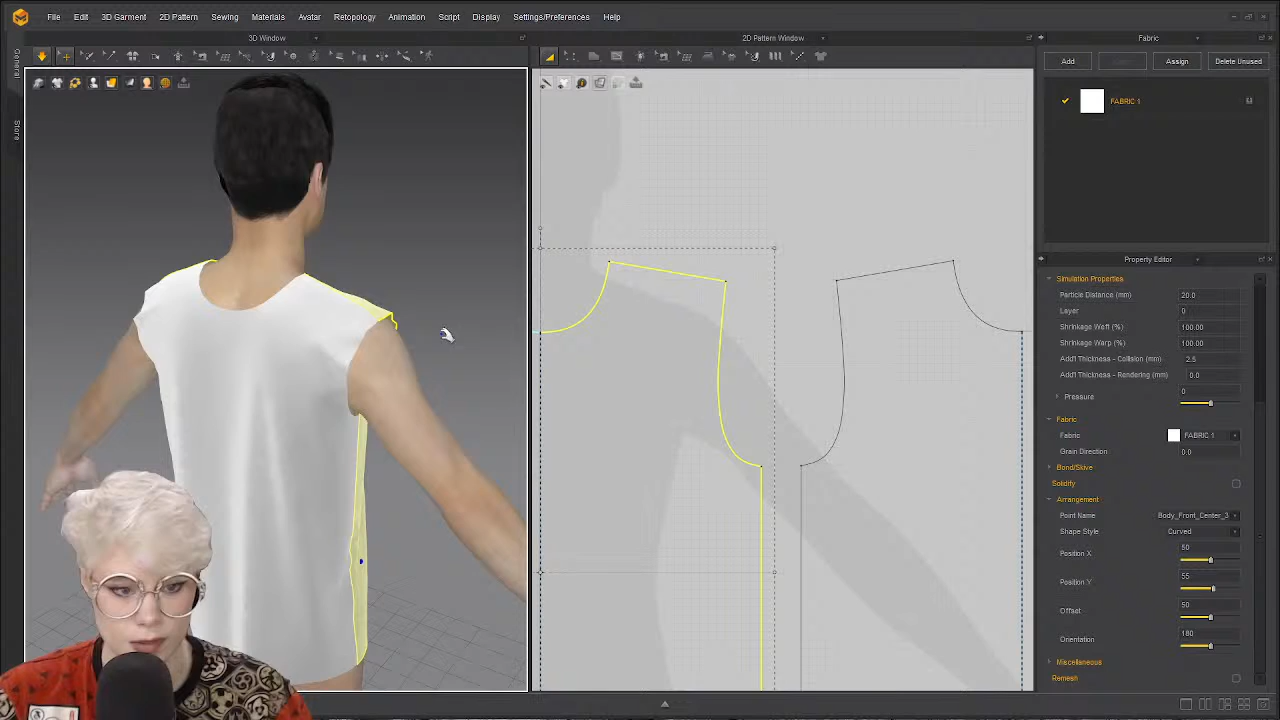 File Edit 3D Garment 2D Pattern Sewing Materials Avatar Retopology Animation Script Display Settings/Preferences Help
3D Window
2D Pattern Window
Fabric
General
Store
Add
Assign
Delete Unused
FABRIC 1
Property Editor
Simulation Properties
Particle Distance (mm) 20.0
Layer 0
Shrinkage Weft (%) 100.00
Shrinkage Warp (%) 100.00
Add'l Thickness - Collision (mm) 2.5
Add'l Thickness - Rendering (mm) 0.0
Pressure 0
Fabric
Fabric FABRIC 1
Grain Direction 0.0
Bond/Skive
Solidify
Arrangement
Point Name Body_Front_Center_3
Shape Style Curved
Position X 50
Position Y 55
Offset 50
Orientation 180
Miscellaneous
Remesh